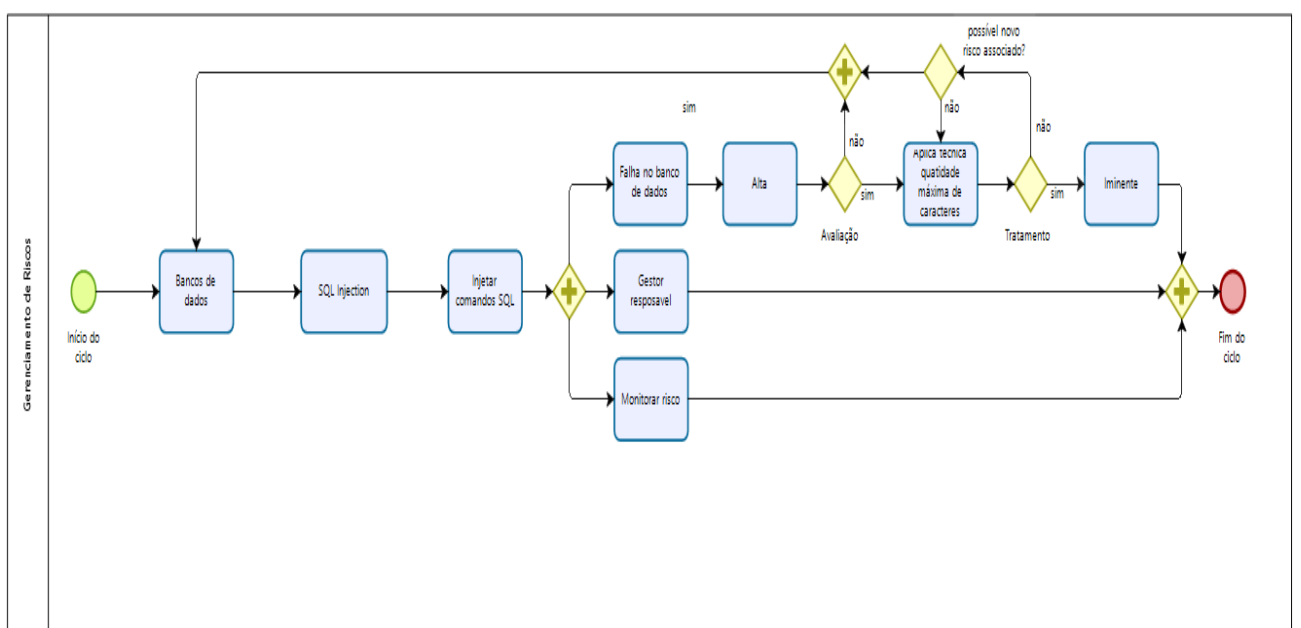 Gerenciamento de Riscos
Início do
ciclo
Bancos de
dados
SQL Injection
Injetar
comandos SQL
Falha no banco
de dados
Alta
sim
não
sim
Avaliação
Aplica técnica
quatidade
máxima de
caracteres
possível novo
risco associado?
não
não
sim
Tratamento
Iminente
Gestor
resposavel
Monitorar risco
Fim do
ciclo